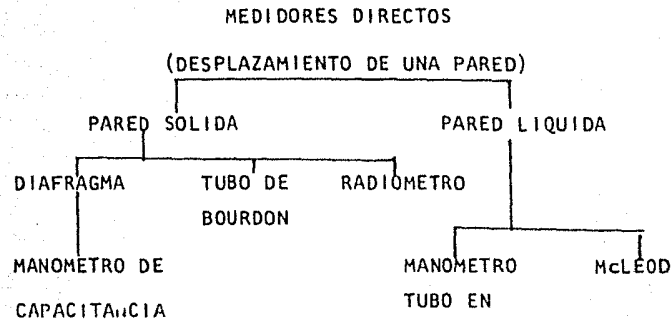 MEDIDORES DIRECTOS
(DESPLAZAMIENTO DE UNA PARED)
PARED SOLIDA PARED LIQUIDA
DIAFRAGMA TUBO DE RADIOMETRO
BOURDON
MANOMETRO DE MANOMETRO McLEOD
CAPACITANCIA TUBO EN